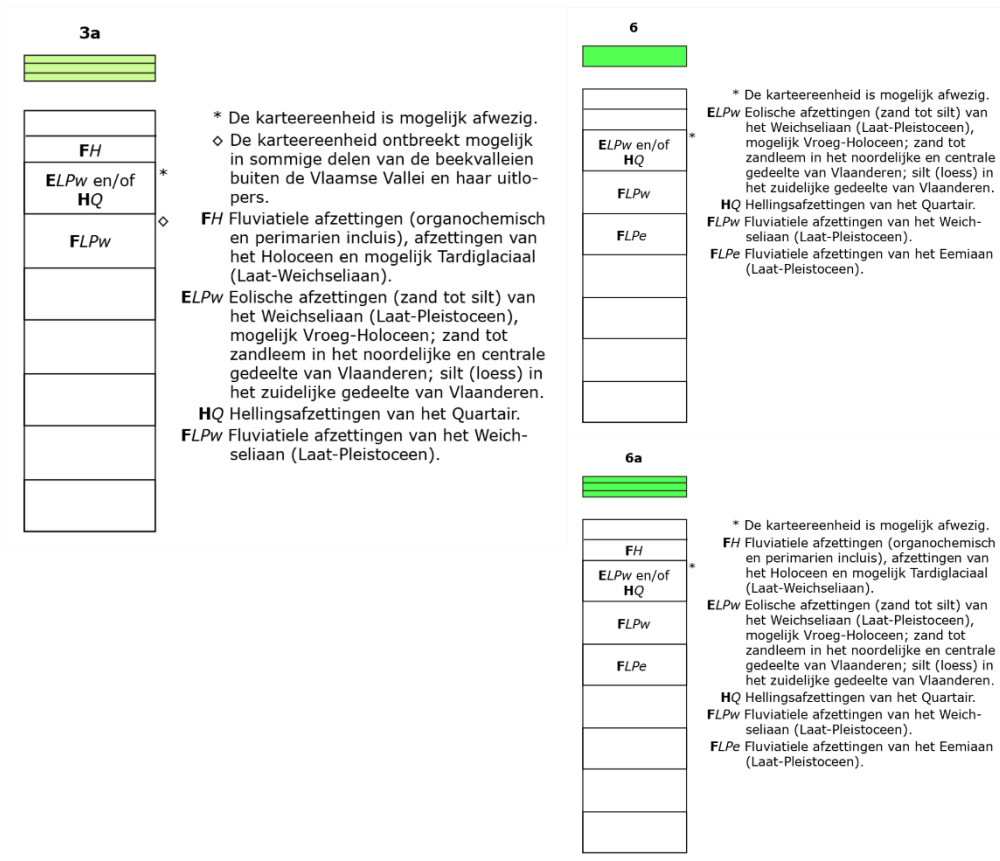 3a
FH
ELPw en/of
HQ
*
◇
FLPw
* De karteereenheid is mogelijk afwezig.
◇ De karteereenheid ontbreekt mogelijk
in sommige delen van de beekvalleien
buiten de Vlaamse Vallei en haar uitlo-
pers.
FH Fluviatiele afzettingen (organochemisch
en perimarien incluis), afzettingen van
het Holoceen en mogelijk Tardiglaciaal
(Laat-Weichseliaan).
ELPw Eolische afzettingen (zand tot silt) van
het Weichseliaan (Laat-Pleistoceen),
mogelijk Vroeg-Holoceen; zand tot
zandleem in het noordelijke en centrale
gedeelte van Vlaanderen; silt (loess) in
het zuidelijke gedeelte van Vlaanderen.
HQ Hellingsafzettingen van het Quartair.
FLPw Fluviatiele afzettingen van het Weich-
seliaan (Laat-Pleistoceen).
6
ELPw en/of
HQ
*
FLPw
FLPe
* De karteereenheid is mogelijk afwezig.
ELPw Eolische afzettingen (zand tot silt) van
het Weichseliaan (Laat-Pleistoceen),
mogelijk Vroeg-Holoceen; zand tot
zandleem in het noordelijke en centrale
gedeelte van Vlaanderen; silt (loess) in
het zuidelijke gedeelte van Vlaanderen.
HQ Hellingsafzettingen van het Quartair.
FLPw Fluviatiele afzettingen van het Weich-
seliaan (Laat-Pleistoceen).
FLPe Fluviatiele afzettingen van het Eemiaan
(Laat-Pleistoceen).
6a
FH
ELPw en/of
HQ
*
FLPw
FLPe
* De karteereenheid is mogelijk afwezig.
FH Fluviatiele afzettingen (organochemisch
en perimarien incluis), afzettingen van
het Holoceen en mogelijk Tardiglaciaal
(Laat-Weichseliaan).
ELPw Eolische afzettingen (zand tot silt) van
het Weichseliaan (Laat-Pleistoceen),
mogelijk Vroeg-Holoceen; zand tot
zandleem in het noordelijke en centrale
gedeelte van Vlaanderen; silt (loess) in
het zuidelijke gedeelte van Vlaanderen.
HQ Hellingsafzettingen van het Quartair.
FLPw Fluviatiele afzettingen van het Weich-
seliaan (Laat-Pleistoceen).
FLPe Fluviatiele afzettingen van het Eemiaan
(Laat-Pleistoceen).